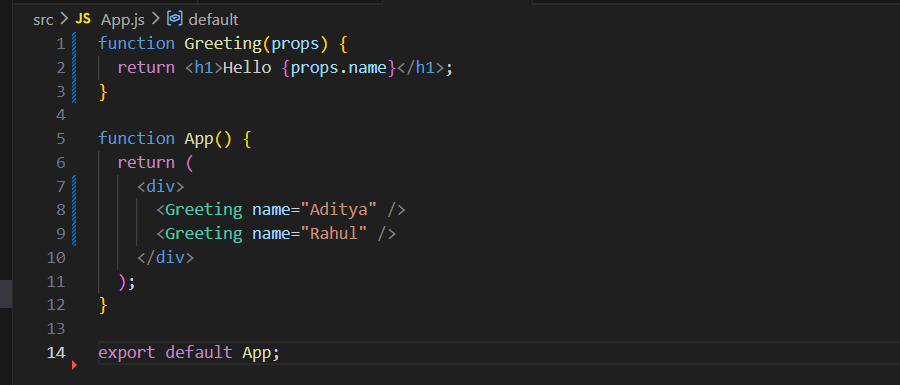 src > JS App.js > default
1 function Greeting(props) {
2   return <h1>Hello {props.name}</h1>;
3 }
4
5 function App() {
6   return (
7     <div>
8       <Greeting name="Aditya" />
9       <Greeting name="Rahul" />
10     </div>
11   );
12 }
13
14 export default App;